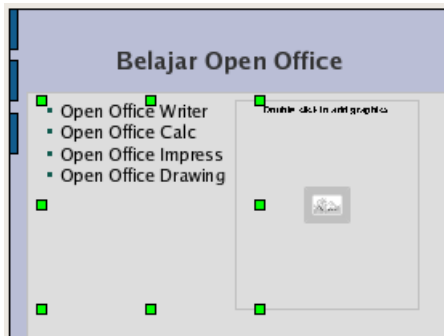 Belajar Open Office
Open Office Writer
Open Office Calc
Open Office Impress
Open Office Drawing
Double click to add graphics